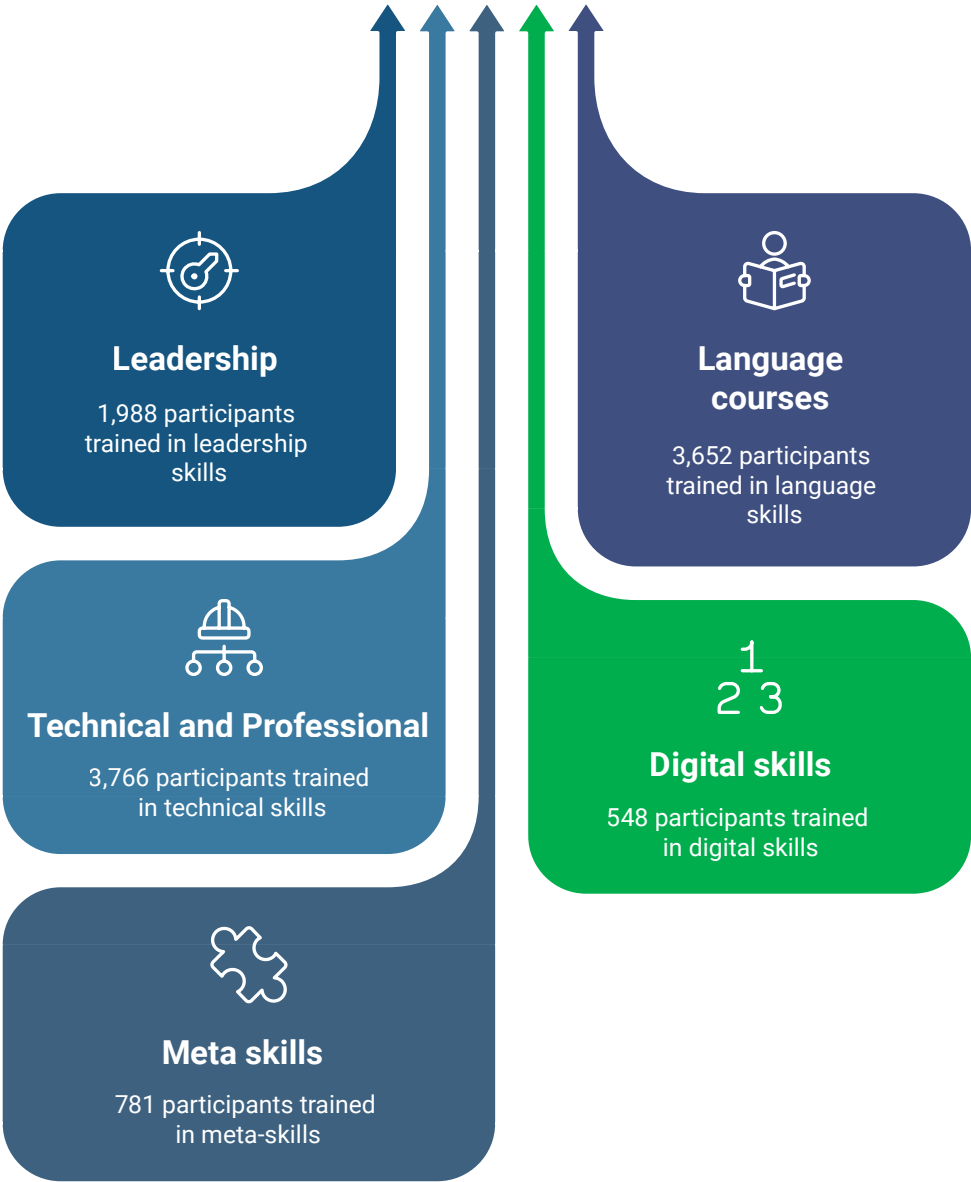 Leadership
1,988 participants
trained in leadership
skills
Language
courses
3,652 participants
trained in language
skills
Technical and Professional
3,766 participants trained
in technical skills
1
2 3
Digital skills
548 participants trained
in digital skills
Meta skills
781 participants trained
in meta-skills